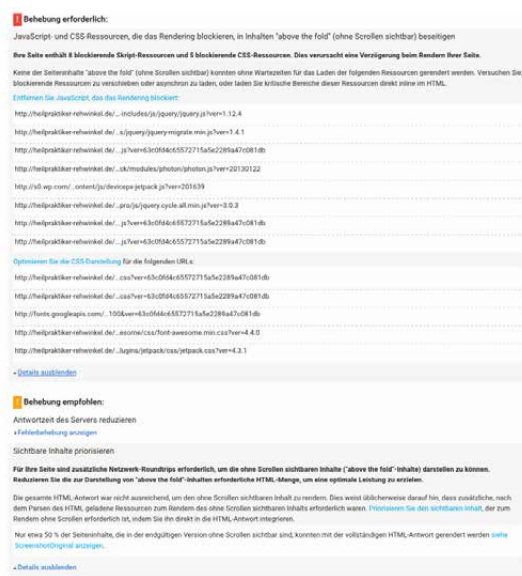 ! Behebung erforderlich:
JavaScript- und CSS-Ressourcen, die das Rendering blockieren, in Inhalten "above the fold" (ohne Scrollen sichtbar) beseitigen
Ihre Seite enthält 8 blockierende Skript-Ressourcen und 5 blockierende CSS-Ressourcen. Dies verursacht eine Verzögerung beim Rendern Ihrer Seite.
Keine der Seiteninhalte "above the fold" (ohne Scrollen sichtbar) konnten ohne Wartezeiten für das Laden der folgenden Ressourcen gerendert werden. Versuchen Sie,
blockierende Ressourcen zu verschieben oder asynchron zu laden, oder laden Sie kritische Bereiche dieser Ressourcen direkt inline im HTML.
Entfernen Sie JavaScript, das das Rendering blockiert:
http://heilpraktiker-rehwinkel.de/…-includes/js/jquery/jquery.js?ver=1.12.4
http://heilpraktiker-rehwinkel.de/…s/jquery/jquery-migrate.min.js?ver=1.4.1
http://heilpraktiker-rehwinkel.de/…js?ver=63c0fd4c65572715a5e2289a47c081db
http://heilpraktiker-rehwinkel.de/…ck/modules/photon/photon.js?ver=20130122
http://s0.wp.com/…ontent/js/devicepx-jetpack.js?ver=201639
http://heilpraktiker-rehwinkel.de/…pro/js/jquery.cycle.all.min.js?ver=3.0.3
http://heilpraktiker-rehwinkel.de/…js?ver=63c0fd4c65572715a5e2289a47c081db
http://heilpraktiker-rehwinkel.de/…js?ver=63c0fd4c65572715a5e2289a47c081db
Optimieren Sie die CSS-Darstellung für die folgenden URLs:
http://heilpraktiker-rehwinkel.de/…css?ver=63c0fd4c65572715a5e2289a47c081db
http://heilpraktiker-rehwinkel.de/…css?ver=63c0fd4c65572715a5e2289a47c081db
http://fonts.googleapis.com/…100&ver=63c0fd4c65572715a5e2289a47c081db
http://heilpraktiker-rehwinkel.de/…esome/css/font-awesome.min.css?ver=4.4.0
http://heilpraktiker-rehwinkel.de/…lugins/jetpack/css/jetpack.css?ver=4.3.1
Details ausblenden
! Behebung empfohlen:
Antwortzeit des Servers reduzieren
Fehlerbehebung anzeigen
Sichtbare Inhalte priorisieren
Für Ihre Seite sind zusätzliche Netzwerk-Roundtrips erforderlich, um die ohne Scrollen sichtbaren Inhalte ("above the fold"-Inhalte) darstellen zu können.
Reduzieren Sie die zur Darstellung von "above the fold"-Inhalten erforderliche HTML-Menge, um eine optimale Leistung zu erzielen.
Die gesamte HTML-Antwort war nicht ausreichend, um den ohne Scrollen sichtbaren Inhalt zu rendern. Dies weist üblicherweise darauf hin, dass zusätzliche, nach
dem Parsen des HTML geladene Ressourcen zum Rendern des ohne Scrollen sichtbaren Inhalts erforderlich waren. Priorisieren Sie den sichtbaren Inhalt, der zum
Rendern ohne Scrollen erforderlich ist, indem Sie ihn direkt in die HTML-Antwort integrieren.
Nur etwa 50 % der Seiteninhalte, die in der endgültigen Version ohne Scrollen sichtbar sind, konnten mit der vollständigen HTML-Antwort gerendert werden siehe
ScreenshotOriginal anzeigen.
Details ausblenden